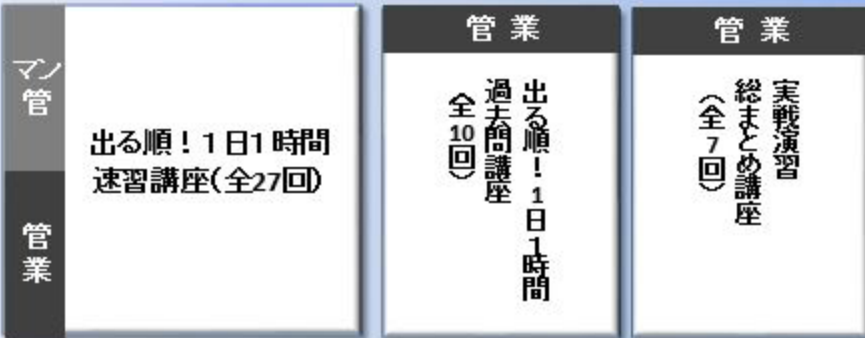 マン管
管業
出る順!1日1時間
速習講座(全27回)
管業
出る順!1日1時間
過去問講座
(全10回)
管業
実戦演習
総まとめ講座
(全7回)